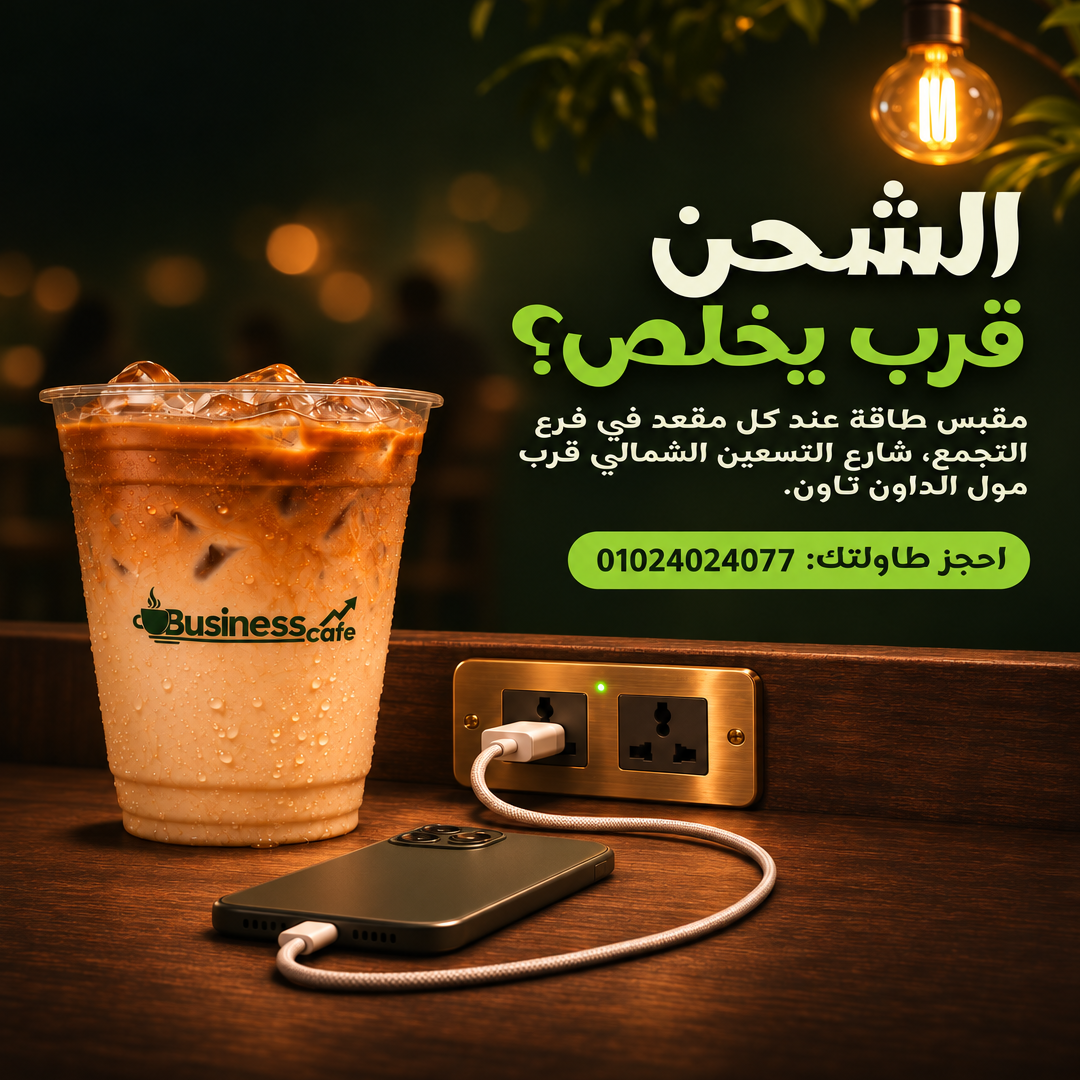 الشحن
قرب يخلص؟
مقبس طاقة عند كل مقعد في فرع
التجمع، شارع التسعين الشمالي قرب
مول الداون تاون.
احجز طاولتك: 01024024077
Business cafe